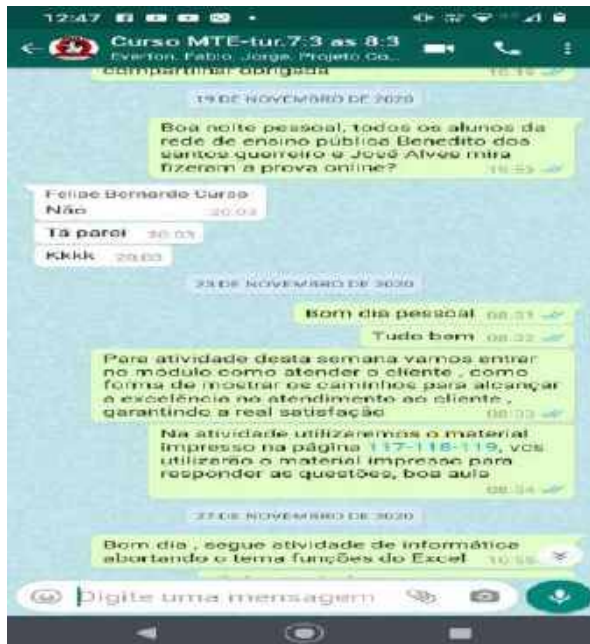 12:47
Curso MTE-tur.7:3 as 8:3
Everton, Fabio, Jorge, Projeto Go...
compartilhar obrigada
19 DE NOVEMBRO DE 2020
Boa noite pessoal, todos os alunos da
rede de ensino pública Benedito dos
santos guerreiro e José Alves mira
fizeram a prova online?
19:53
Felipe Bernardo Curso
Não 20:03
Ta parei 20:03
Kkkk 20:03
23 DE NOVEMBRO DE 2020
Bom dia pessoal 08:31
Tudo bem 08:32
Para atividade desta semana vamos entrar
no modulo como atender o cliente , como
forma de mostrar os caminhos para alcançar
a excelência no atendimento ao cliente ,
garantindo a real satisfação 08:33
Na atividade utilizaremos o material
impresso na página 117-118-119, vcs
utilizarão o material impresso para
responder as questões, boa aula
08:34
27 DE NOVEMBRO DE 2020
Bom dia , segue atividade de informática
abortando o tema funções do Excel 10:55
Digite uma mensagem